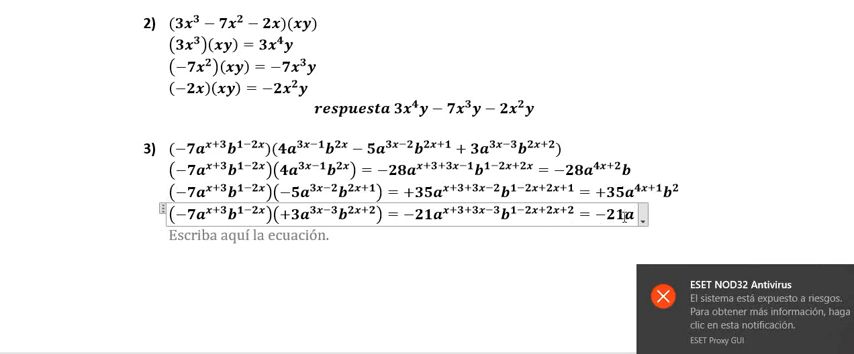 2) (3x³ − 7x² − 2x)(xy)
(3x³)(xy) = 3x⁴y
(−7x²)(xy) = −7x³y
(−2x)(xy) = −2x²y
respuesta 3x⁴y − 7x³y − 2x²y
3) (−7a^{x+3}b^{1−2x})(4a^{3x−1}b^{2x} − 5a^{3x−2}b^{2x+1} + 3a^{3x−3}b^{2x+2})
(−7a^{x+3}b^{1−2x})(4a^{3x−1}b^{2x}) = −28a^{x+3+3x−1}b^{1−2x+2x} = −28a^{4x+2}b
(−7a^{x+3}b^{1−2x})(−5a^{3x−2}b^{2x+1}) = +35a^{x+3+3x−2}b^{1−2x+2x+1} = +35a^{4x+1}b²
(−7a^{x+3}b^{1−2x})(+3a^{3x−3}b^{2x+2}) = −21a^{x+3+3x−3}b^{1−2x+2x+2} = −21a
Escriba aquí la ecuación.
ESET NOD32 Antivirus
El sistema está expuesto a riesgos.
Para obtener más información, haga
clic en esta notificación.
ESET Proxy GUI